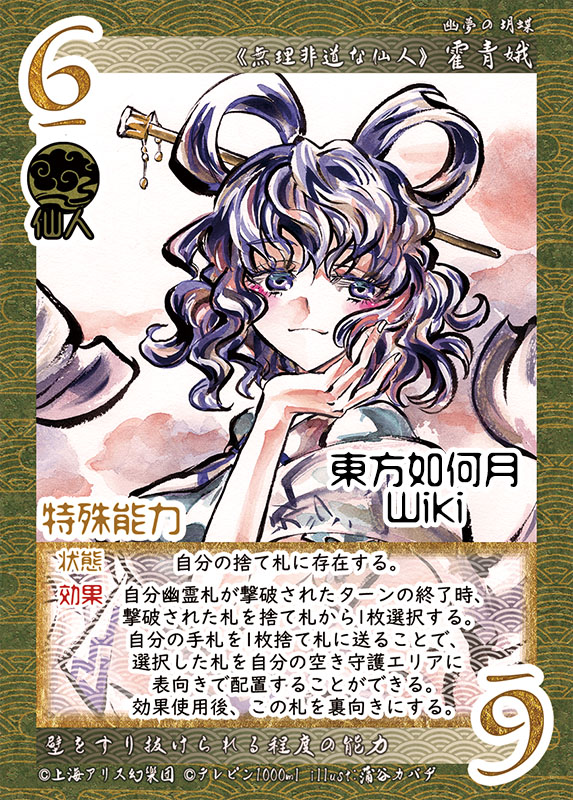 6
幽夢の胡蝶
《無理非道な仙人》 霍青娥
仙人
東方如何月
Wiki
特殊能力
状態 自分の捨て札に存在する。
効果 自分幽霊札が撃破されたターンの終了時、
撃破された札を捨て札から1枚選択する。
自分の手札を1枚捨て札に送ることで、
選択した札を自分の空き守護エリアに
表向きで配置することができる。
効果使用後、この札を裏向きにする。
壁をすり抜けられる程度の能力
©上海アリス幻樂団 ©テレピン1000ml illust:蒲谷カバヂ
6